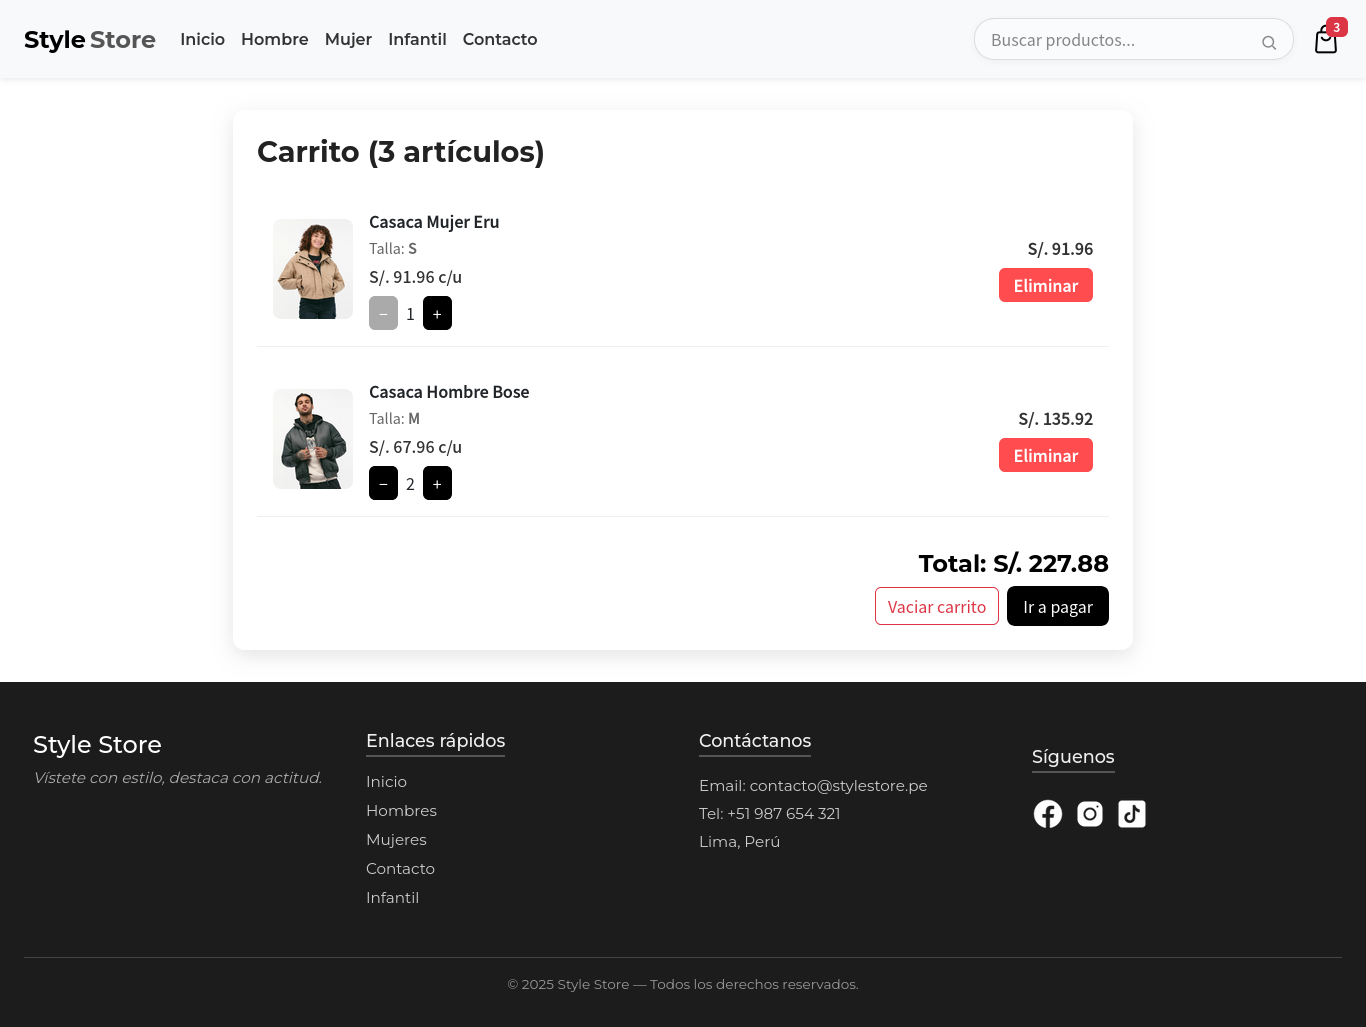 Style Store Inicio Hombre Mujer Infantil Contacto Buscar productos... 3
Carrito (3 artículos)
Casaca Mujer Eru
Talla: S
S/. 91.96 c/u
− 1 +
S/. 91.96
Eliminar
Casaca Hombre Bose
Talla: M
S/. 67.96 c/u
− 2 +
S/. 135.92
Eliminar
Total: S/. 227.88
Vaciar carrito Ir a pagar
Style Store
Vístete con estilo, destaca con actitud.
Enlaces rápidos
Inicio
Hombres
Mujeres
Contacto
Infantil
Contáctanos
Email: contacto@stylestore.pe
Tel: +51 987 654 321
Lima, Perú
Síguenos
© 2025 Style Store — Todos los derechos reservados.